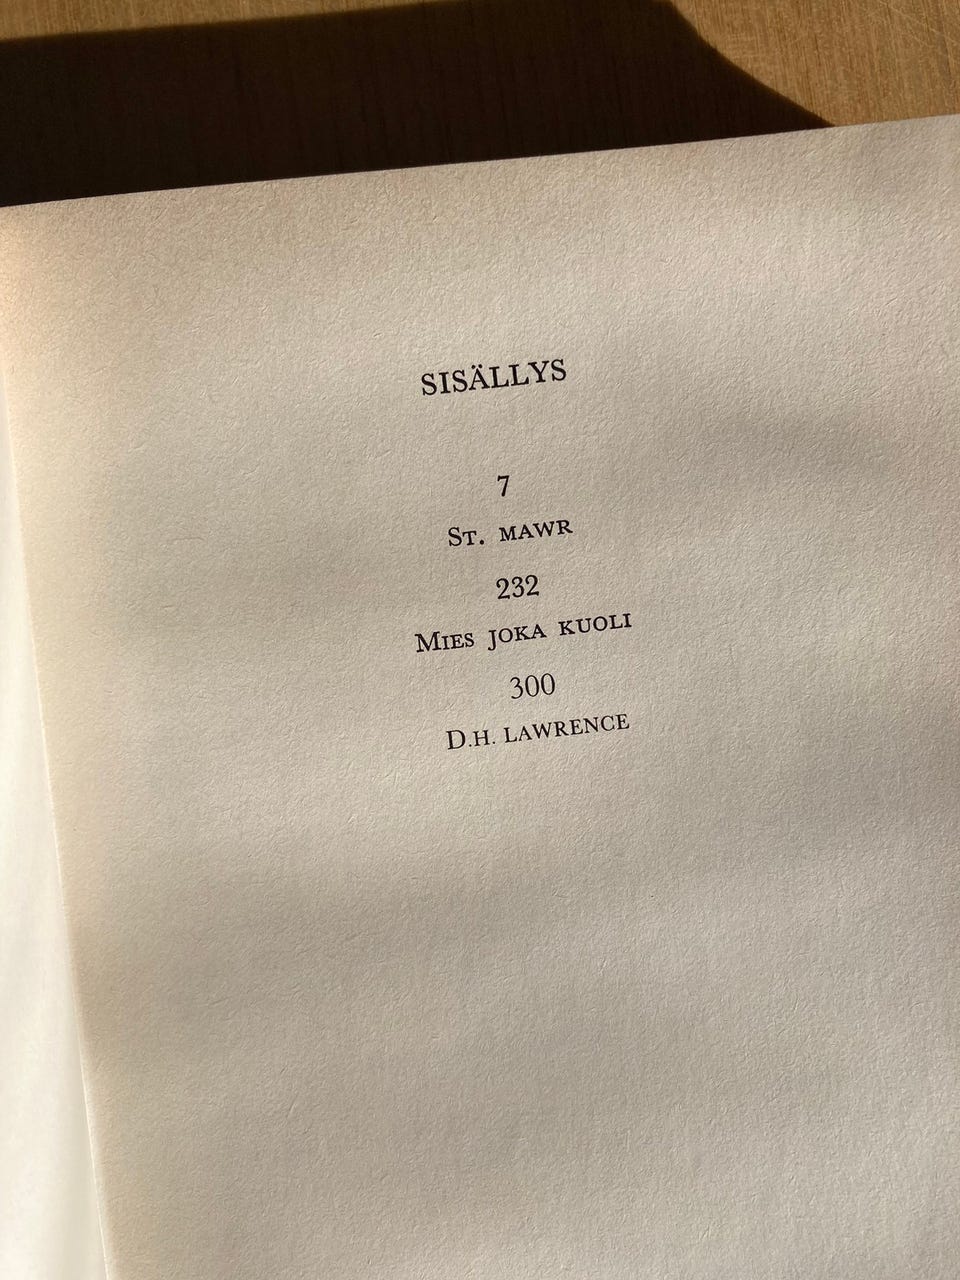 SISÄLLYS
7
St. mawr
232
Mies joka kuoli
300
D.H. lawrence